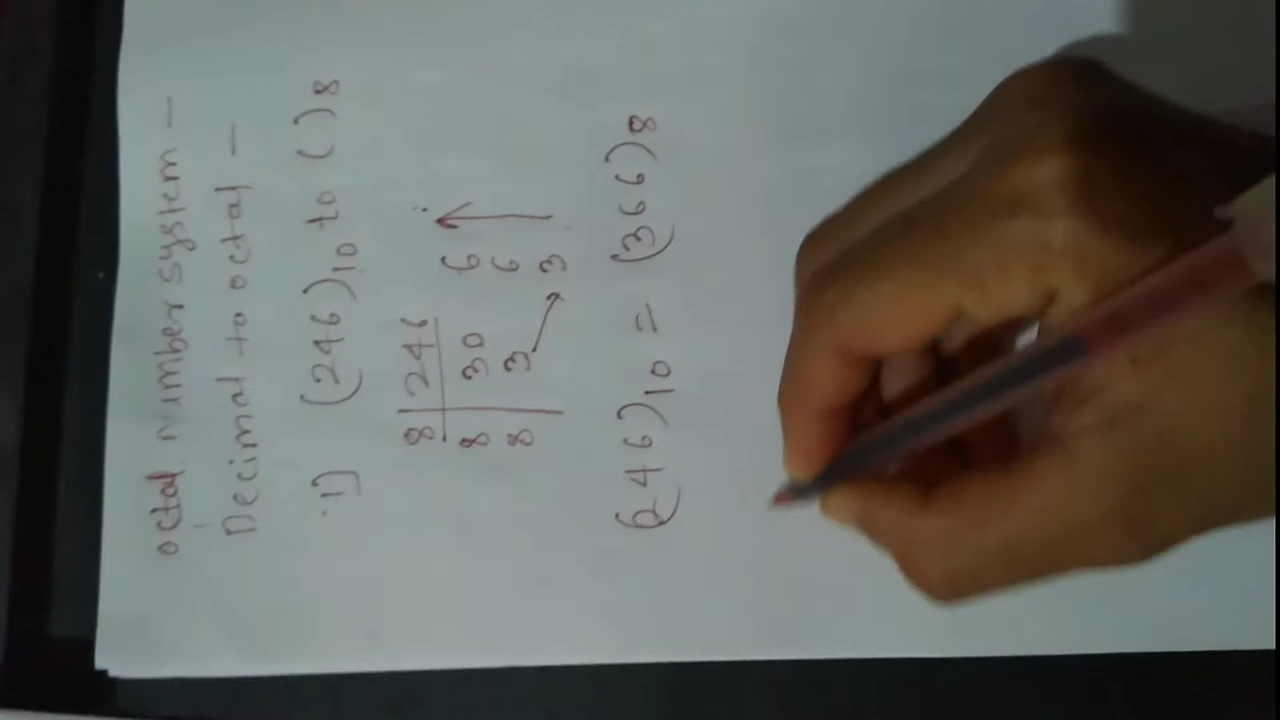 octal number system -
Decimal to octal -
1) (246)10 to ( )8
8 246
8 30 6
8 3 6
3
(246)10 = (366)8